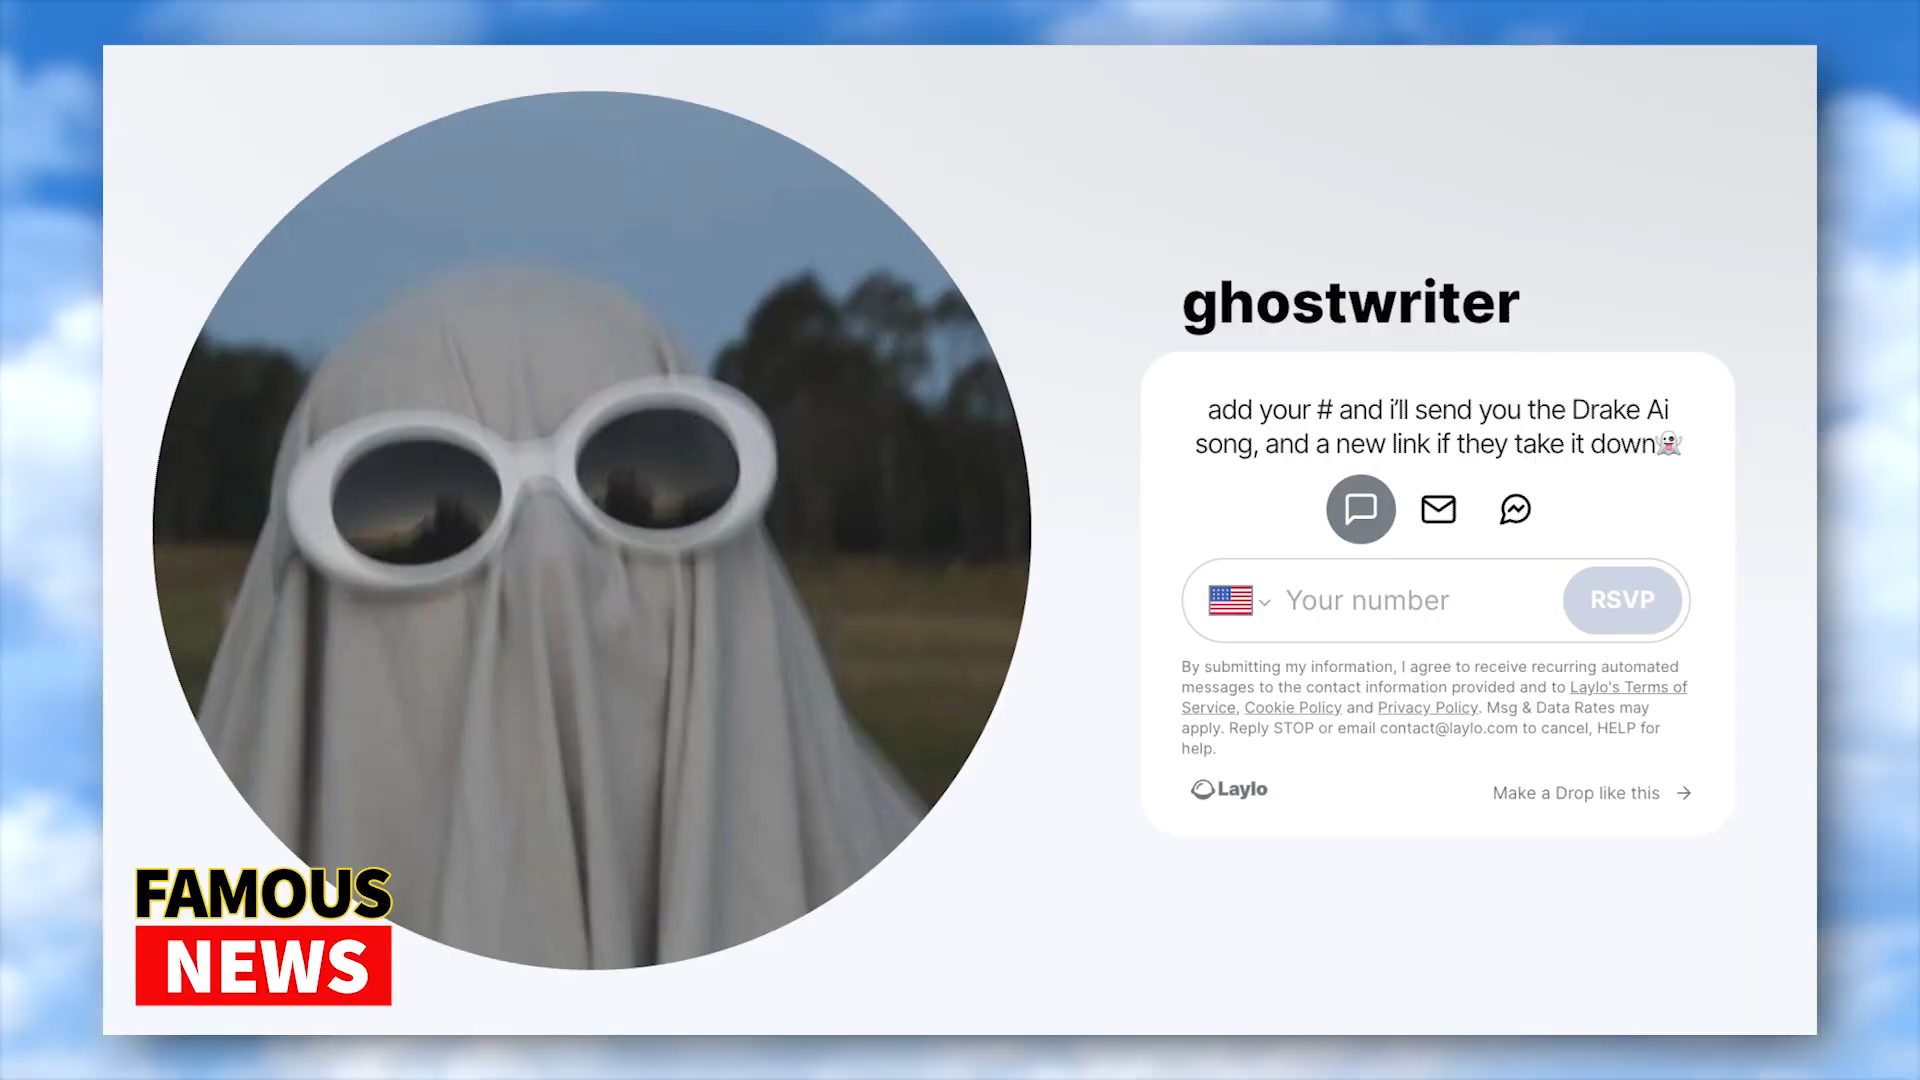 ghostwriter
add your # and i'll send you the Drake Ai
song, and a new link if they take it down👻
Your number
RSVP
By submitting my information, I agree to receive recurring automated
messages to the contact information provided and to Laylo's Terms of
Service, Cookie Policy and Privacy Policy. Msg & Data Rates may
apply. Reply STOP or email contact@laylo.com to cancel, HELP for
help.
Laylo
Make a Drop like this →
FAMOUS
NEWS